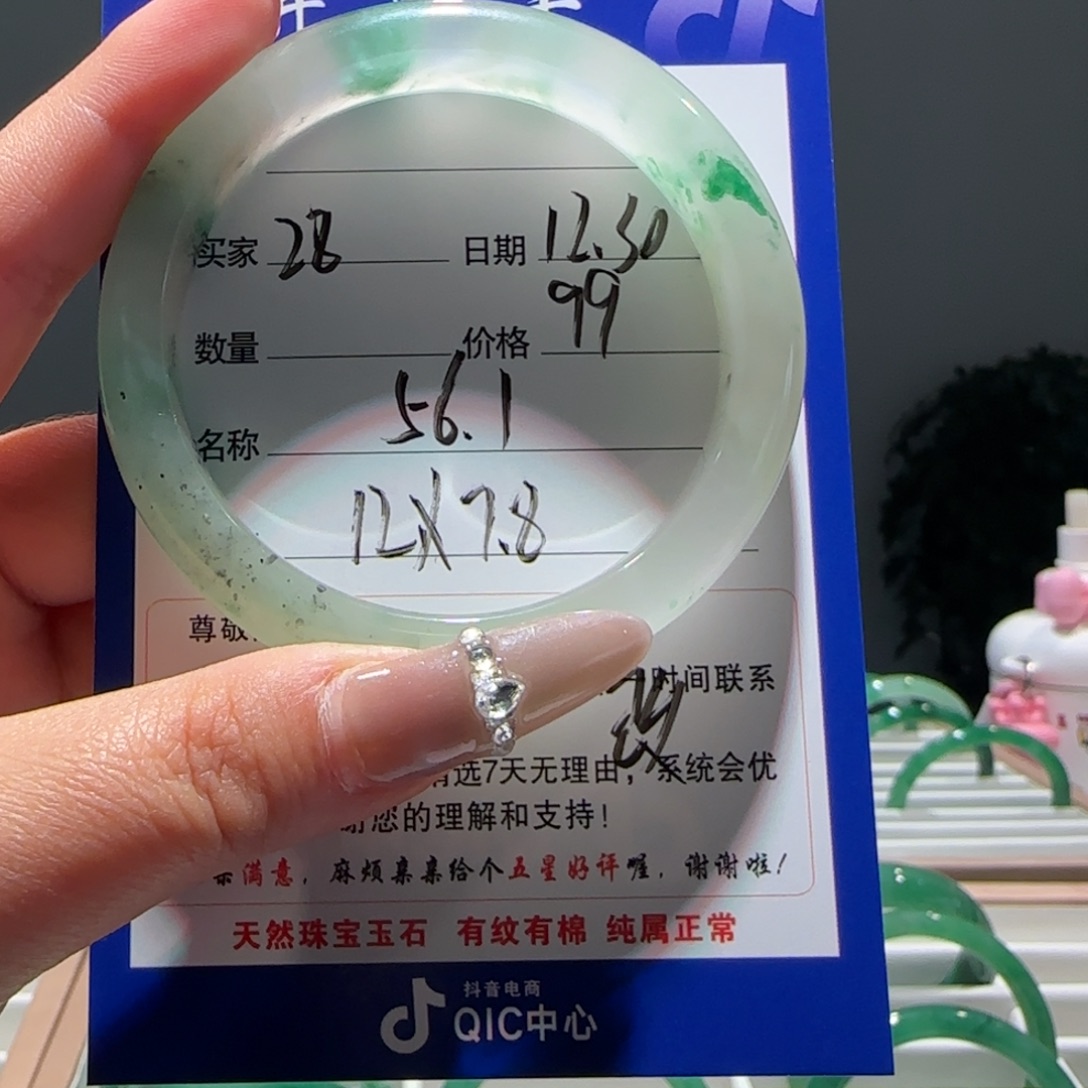 买家 28 日期 12.30
99
数量 价格
56.1
名称
12X7.8
尊敬
时间联系
选7天无理由，系统会优
谢您的理解和支持！
亲满意，麻烦亲亲给个五星好评喔，谢谢啦！
天然珠宝玉石 有纹有棉 纯属正常
抖音电商
QIC中心